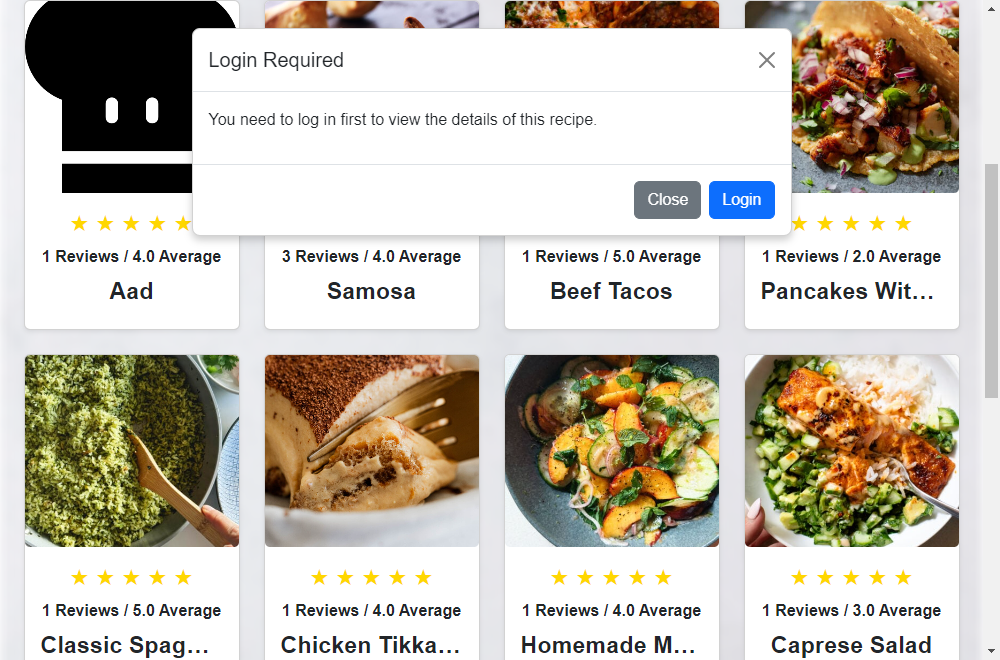 Login Required
You need to log in first to view the details of this recipe.
Close Login
1 Reviews / 4.0 Average
3 Reviews / 4.0 Average
1 Reviews / 5.0 Average
1 Reviews / 2.0 Average
Aad
Samosa
Beef Tacos
Pancakes Wit...
1 Reviews / 5.0 Average
1 Reviews / 4.0 Average
1 Reviews / 4.0 Average
1 Reviews / 3.0 Average
Classic Spag...
Chicken Tikka...
Homemade M...
Caprese Salad